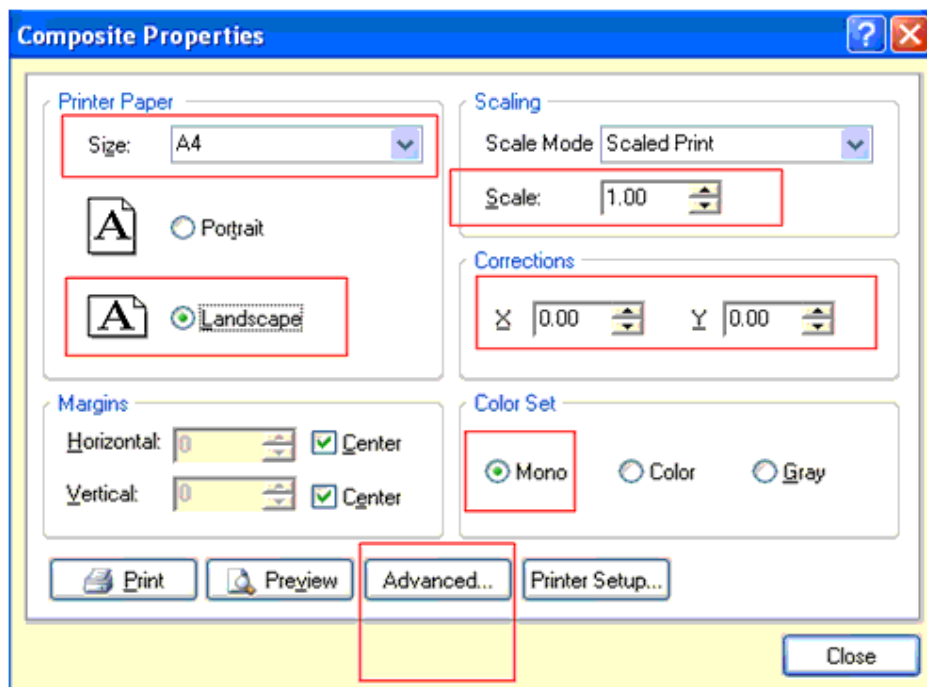 Composite Properties
Printer Paper
Size: A4
A Portrait
A Landscape
Scaling
Scale Mode Scaled Print
Scale: 1.00
Corrections
X 0.00 Y 0.00
Margins
Horizontal: 0 Center
Vertical: 0 Center
Color Set
Mono Color Gray
Print Preview Advanced... Printer Setup...
Close